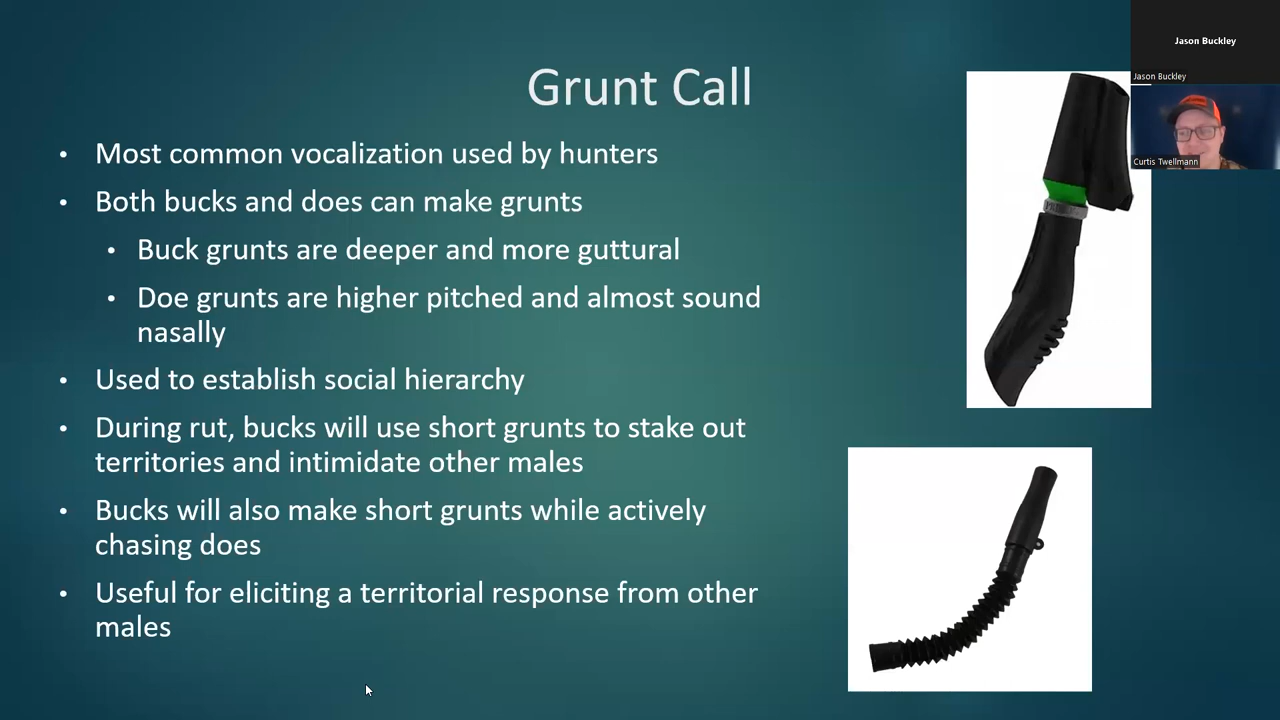 Grunt Call
• Most common vocalization used by hunters
• Both bucks and does can make grunts
• Buck grunts are deeper and more guttural
• Doe grunts are higher pitched and almost sound
nasally
• Used to establish social hierarchy
• During rut, bucks will use short grunts to stake out
territories and intimidate other males
• Bucks will also make short grunts while actively
chasing does
• Useful for eliciting a territorial response from other
males
Jason Buckley
Jason Buckley
Curtis Twellmann